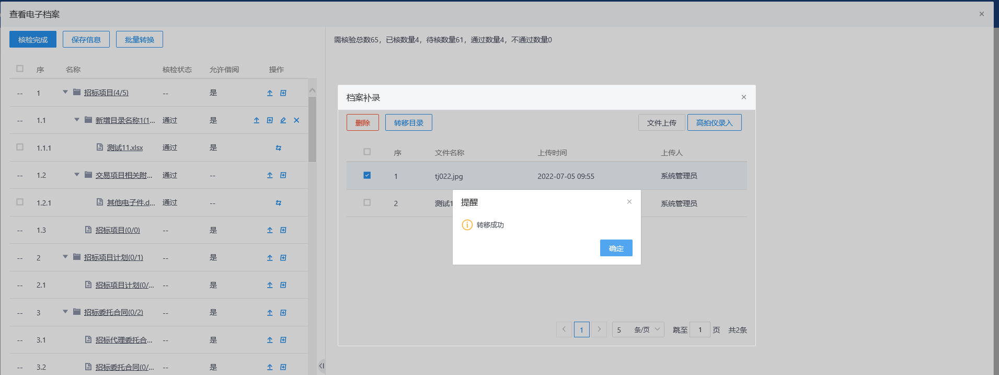 查看电子档案
核检完成 保存信息 批量转换
需核验总数65，已核数量4，待核数量61，通过数量4，不通过数量0
序 名称 核检状态 允许借阅 操作
-- 1 招标项目(4/5) -- 是
-- 1.1 新增目录名称1(1... 通过 是
1.1.1 测试11.xlsx 通过 是
-- 1.2 交易项目相关附... 通过 --
1.2.1 其他电子件.d... 通过 --
-- 1.3 招标项目(0/0) -- 是
-- 2 招标项目计划(0/1) -- 是
-- 2.1 招标项目计划(0/... -- 是
-- 3 招标委托合同(0/2) -- 是
-- 3.1 招标代理委托合... -- 是
-- 3.2 招标委托合同(0/... -- 是
档案补录
删除 转移目录 文件上传 高拍仪录入
序 文件名称 上传时间 上传人
1 tj022.jpg 2022-07-05 09:55 系统管理员
2 测试1 系统管理员
提醒
转移成功
确定
1 5 条/页 跳至 1 页 共2条